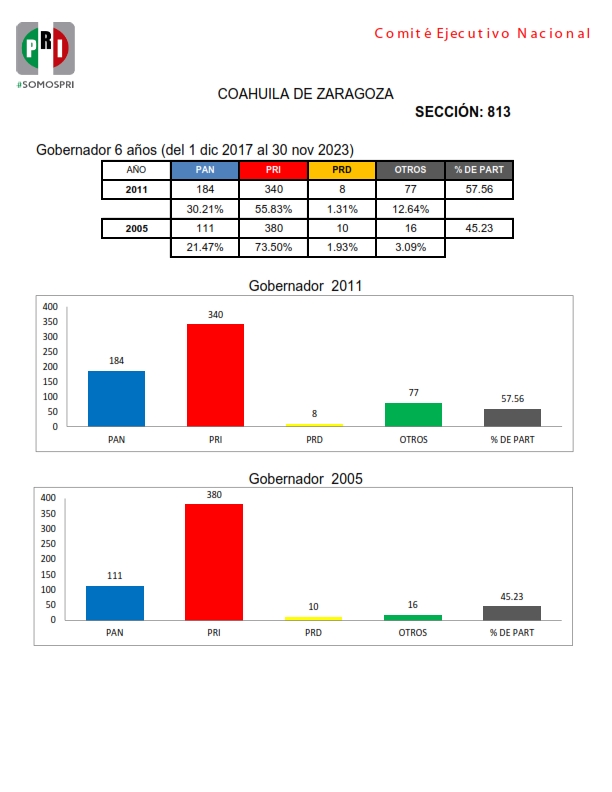 Comité Ejecutivo Nacional
PRI
#SOMOSPRI
COAHUILA DE ZARAGOZA
SECCIÓN: 813
Gobernador 6 años (del 1 dic 2017 al 30 nov 2023)
AÑO PAN PRI PRD OTROS % DE PART
2011 184 340 8 77 57.56
30.21% 55.83% 1.31% 12.64%
2005 111 380 10 16 45.23
21.47% 73.50% 1.93% 3.09%
Gobernador 2011
400
350
300
250
200
150
100
50
0
184
340
8
77
57.56
PAN PRI PRD OTROS % DE PART
Gobernador 2005
400
350
300
250
200
150
100
50
0
111
380
10
16
45.23
PAN PRI PRD OTROS % DE PART